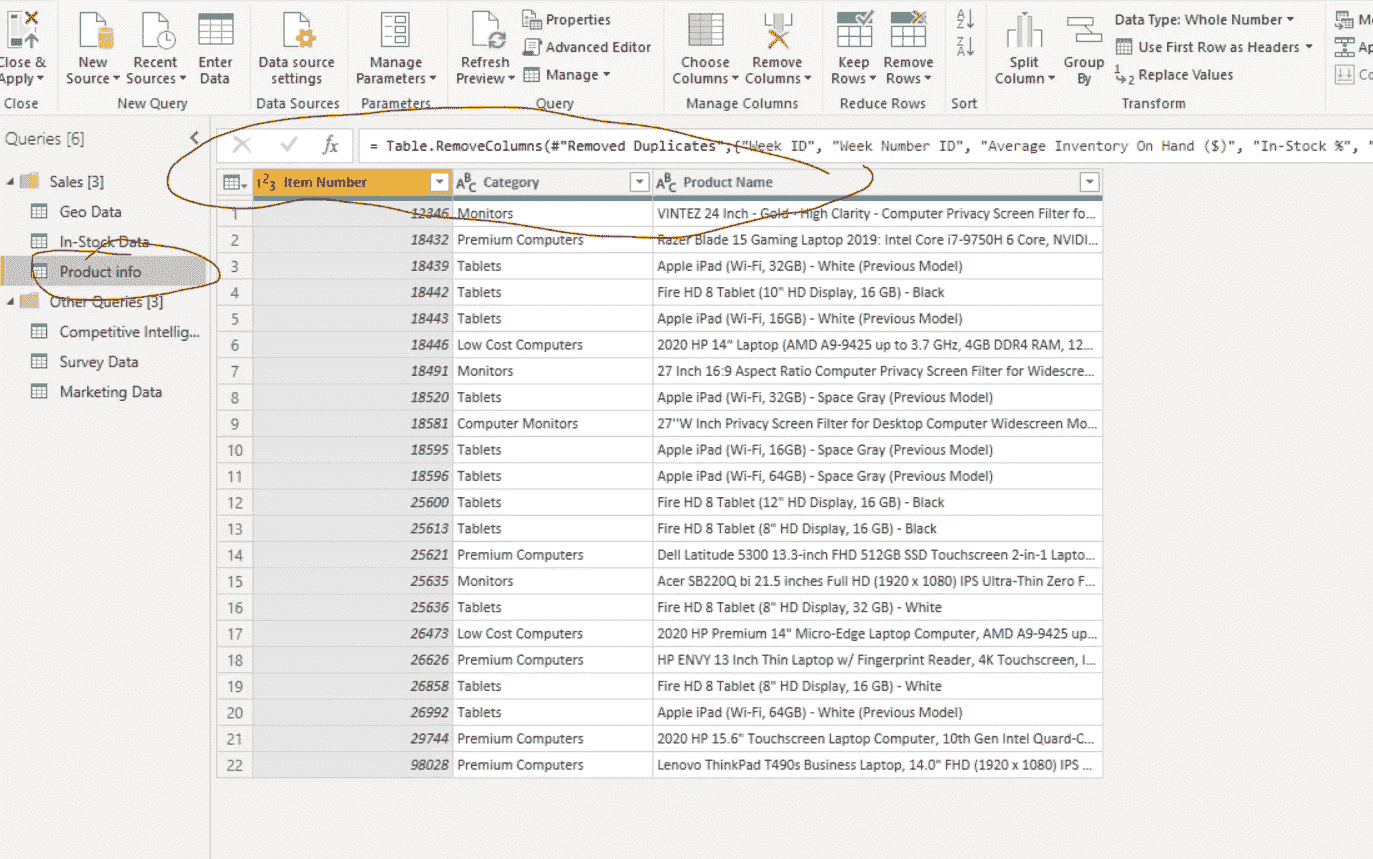 Close & Apply
New Source
Recent Sources
Enter Data
Data source settings
Manage Parameters
Refresh Preview
Properties
Advanced Editor
Manage
Choose Columns
Remove Columns
Keep Rows
Remove Rows
A Z
Z A
Split Column
Group By
Data Type: Whole Number
Use First Row as Headers
1 2 Replace Values
Close
New Query
Data Sources
Parameters
Query
Manage Columns
Reduce Rows
Sort
Transform
Queries [6]
Sales [3]
Geo Data
In-Stock Data
Product info
Other Queries [3]
Competitive Intellig...
Survey Data
Marketing Data
fx = Table.RemoveColumns(#"Removed Duplicates",{"Week ID", "Week Number ID", "Average Inventory On Hand ($)", "In-Stock %", "
123 Item Number ABC Category ABC Product Name
1 12346 Monitors VINTEZ 24 Inch - Gold - High Clarity - Computer Privacy Screen Filter fo...
2 18432 Premium Computers Razer Blade 15 Gaming Laptop 2019: Intel Core i7-9750H 6 Core, NVIDI...
3 18439 Tablets Apple iPad (Wi-Fi, 32GB) - White (Previous Model)
4 18442 Tablets Fire HD 8 Tablet (10" HD Display, 16 GB) - Black
5 18443 Tablets Apple iPad (Wi-Fi, 16GB) - White (Previous Model)
6 18446 Low Cost Computers 2020 HP 14" Laptop (AMD A9-9425 up to 3.7 GHz, 4GB DDR4 RAM, 12...
7 18491 Monitors 27 Inch 16:9 Aspect Ratio Computer Privacy Screen Filter for Widescre...
8 18520 Tablets Apple iPad (Wi-Fi, 32GB) - Space Gray (Previous Model)
9 18581 Computer Monitors 27''W Inch Privacy Screen Filter for Desktop Computer Widescreen Mo...
10 18595 Tablets Apple iPad (Wi-Fi, 16GB) - Space Gray (Previous Model)
11 18596 Tablets Apple iPad (Wi-Fi, 64GB) - Space Gray (Previous Model)
12 25600 Tablets Fire HD 8 Tablet (12" HD Display, 16 GB) - Black
13 25613 Tablets Fire HD 8 Tablet (8" HD Display, 16 GB) - Black
14 25621 Premium Computers Dell Latitude 5300 13.3-inch FHD 512GB SSD Touchscreen 2-in-1 Lapto...
15 25635 Monitors Acer SB220Q bi 21.5 inches Full HD (1920 x 1080) IPS Ultra-Thin Zero F...
16 25636 Tablets Fire HD 8 Tablet (8" HD Display, 32 GB) - White
17 26473 Low Cost Computers 2020 HP Premium 14" Micro-Edge Laptop Computer, AMD A9-9425 up...
18 26626 Premium Computers HP ENVY 13 Inch Thin Laptop w/ Fingerprint Reader, 4K Touchscreen, I...
19 26858 Tablets Fire HD 8 Tablet (8" HD Display, 16 GB) - White
20 26992 Tablets Apple iPad (Wi-Fi, 64GB) - White (Previous Model)
21 29744 Premium Computers 2020 HP 15.6" Touchscreen Laptop Computer, 10th Gen Intel Quard-C...
22 98028 Premium Computers Lenovo ThinkPad T490s Business Laptop, 14.0" FHD (1920 x 1080) IPS ...